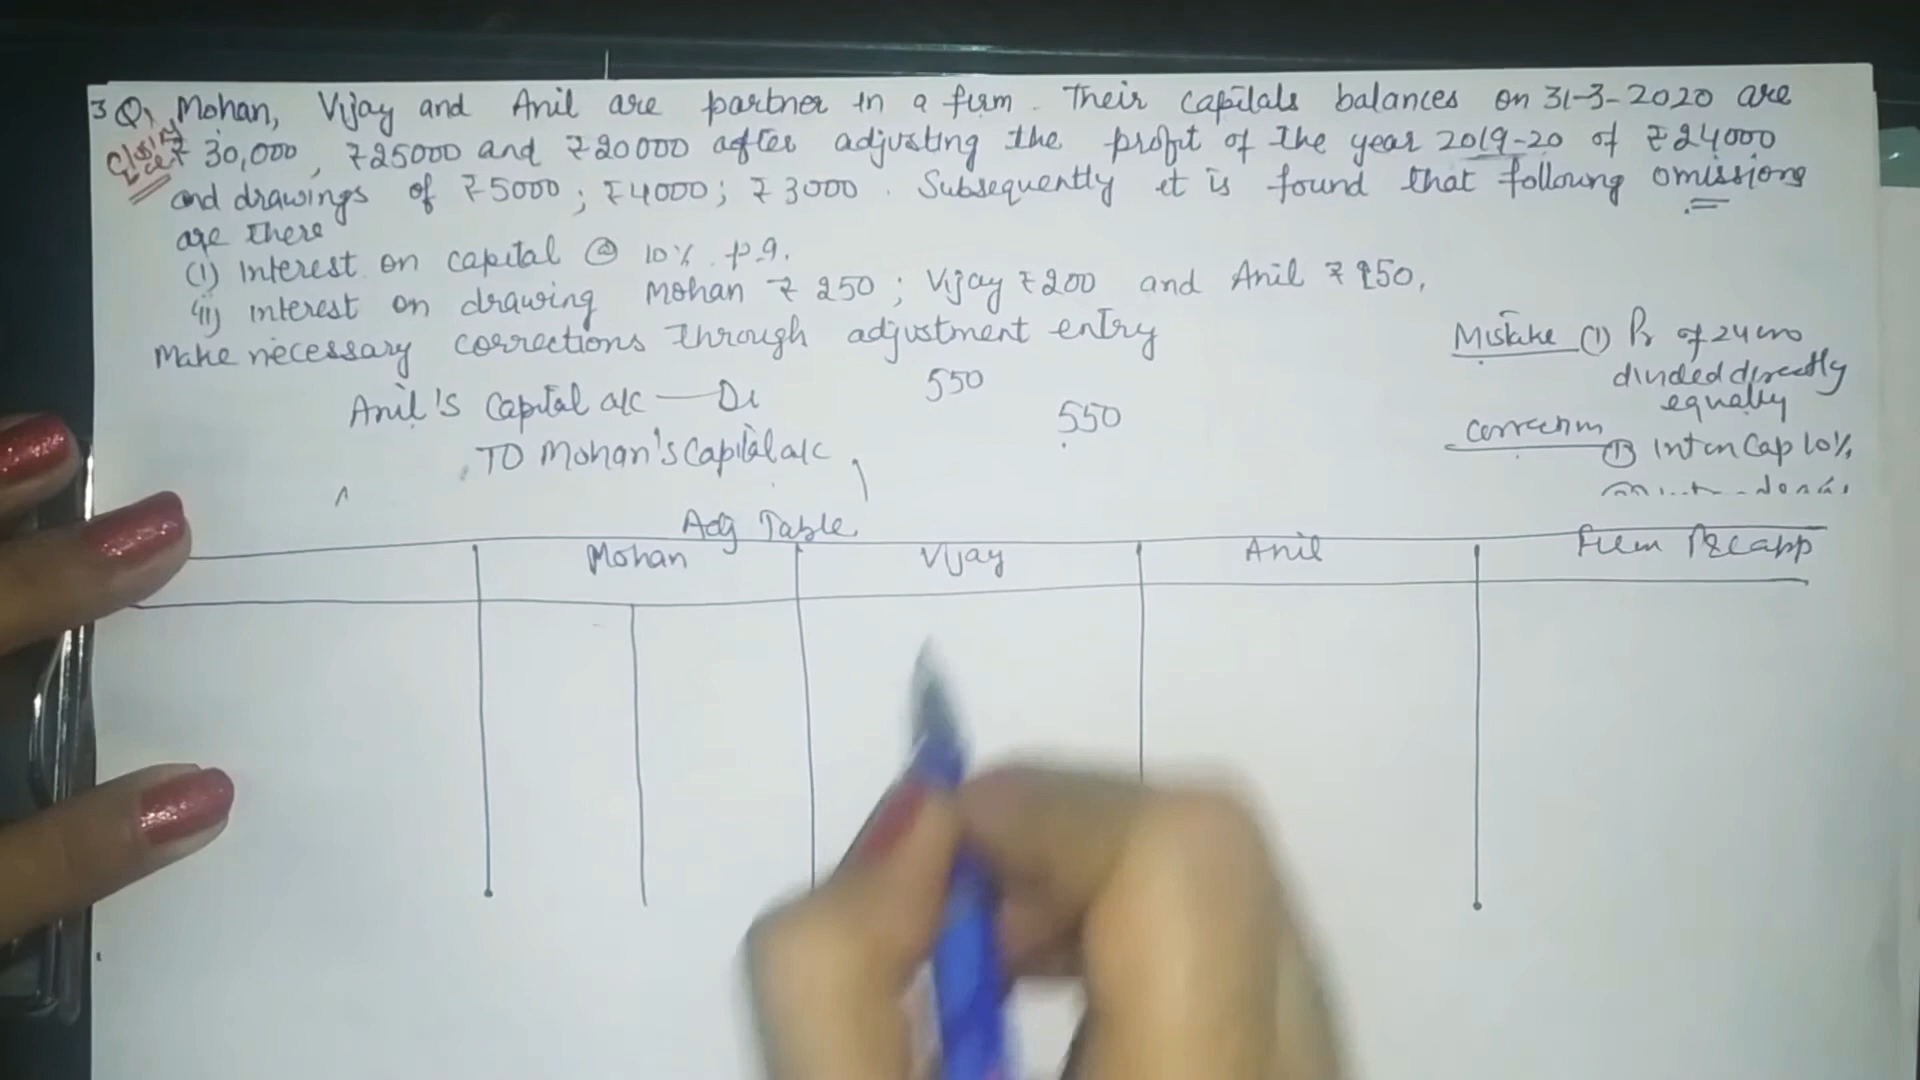 3 Q, Mohan, Vijay and Anil are partner in a firm. Their capitals balances on 31-3-2020 are
Closing
₹ 30,000, ₹25000 and ₹20000 after adjusting the profit of the year 2019-20 of ₹24000
and drawings of ₹5000; ₹4000; ₹3000. Subsequently it is found that following omissions
are there
(i) Interest on capital @ 10% p.a.
(ii) interest on drawing Mohan ₹ 250; Vijay ₹200 and Anil ₹150,
Make necessary corrections through adjustment entry
Anil's capital a/c — Dr 550
To Mohan's Capital a/c 550
Mistake (1)
of 24000
divided directly
equally
(1) Int on Cap 10%
Adj Table
Mohan Vijay Anil